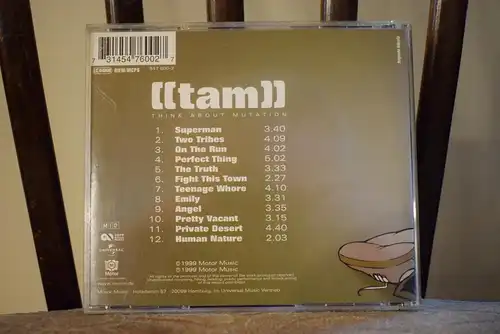 7 31454 76002 7
((tam))
THINK ABOUT MUTATION
1. Superman 3.40
2. Two Tribes 4.09
3. On The Run 4.02
4. Perfect Thing 5.02
5. The Truth 3.33
6. Fight This Town 2.27
7. Teenage Whore 4.10
8. Emily 3.31
9. Angel 3.35
10. Pretty Vacant 3.15
11. Private Desert 4.40
12. Human Nature 2.03
℗1999 Motor Music
©1999 Motor Music